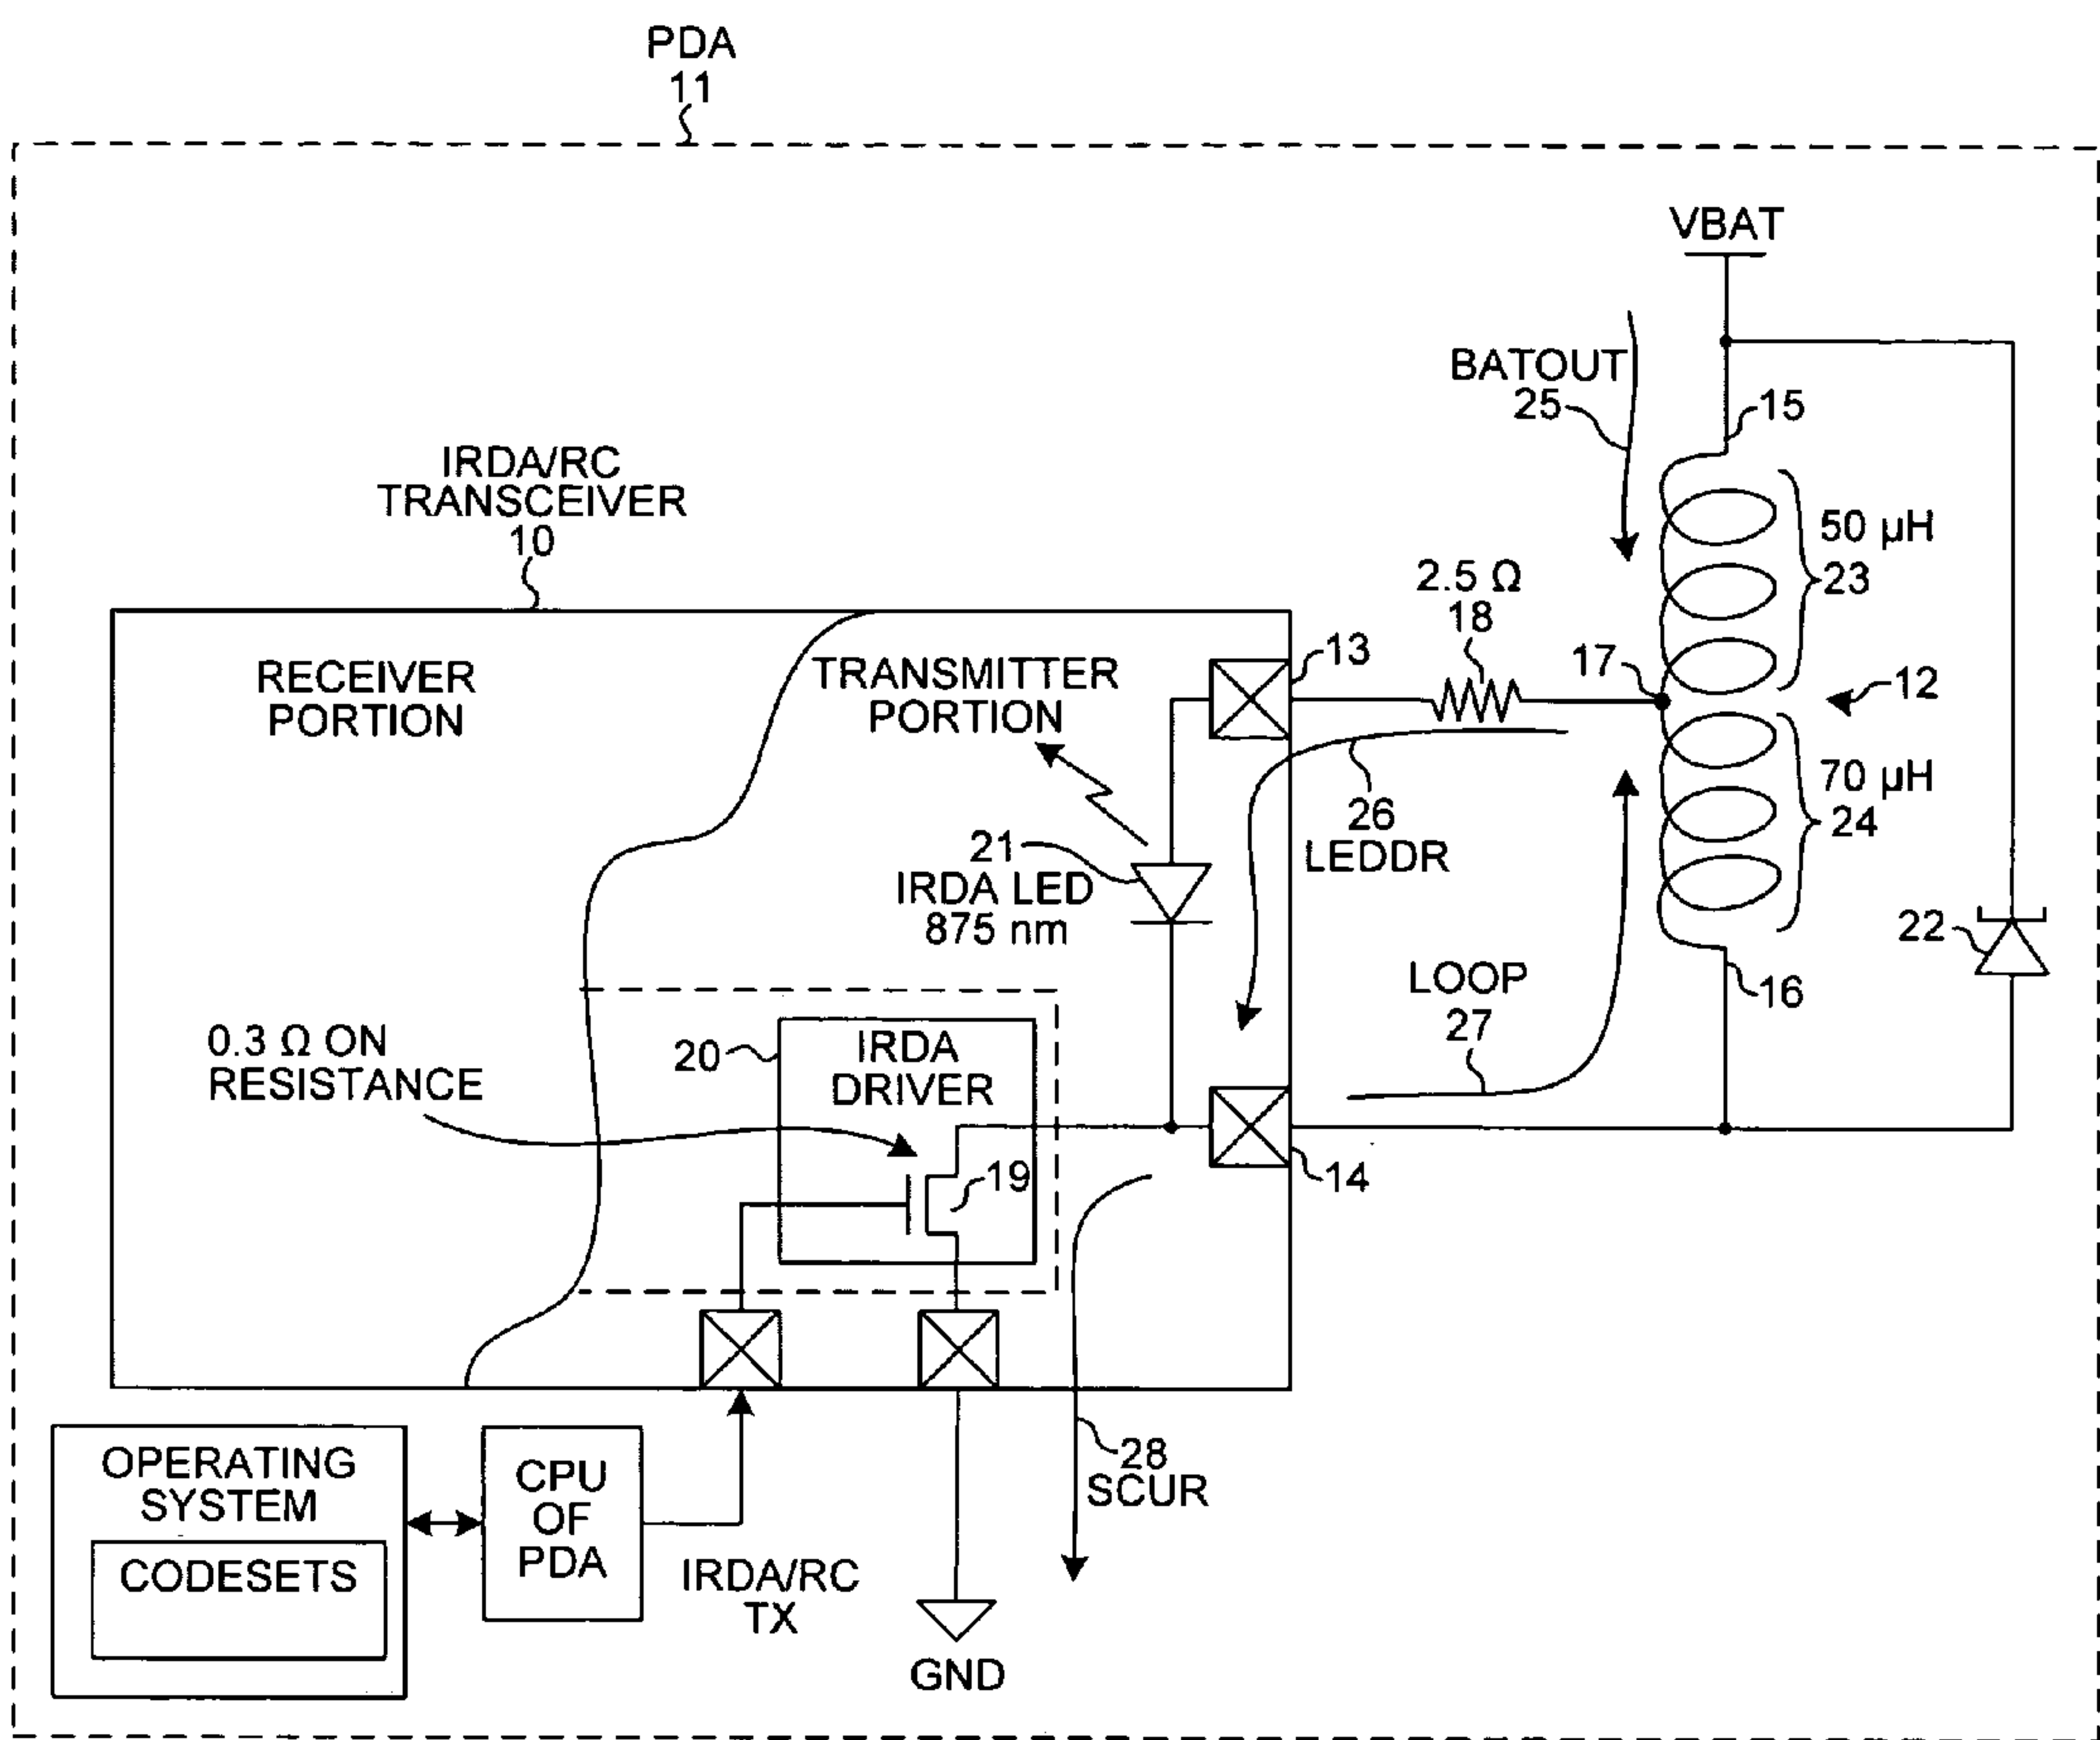 PDA
11
VBAT
BATOUT
25
15
IRDA/RC
TRANSCEIVER
10
50 µH
23
2.5 Ω
18
13
17
12
RECEIVER
PORTION
TRANSMITTER
PORTION
70 µH
24
26
LEDDR
21
IRDA LED
875 nm
22
LOOP
27
16
0.3 Ω ON
RESISTANCE
20
IRDA
DRIVER
19
14
28
SCUR
OPERATING
SYSTEM
CODESETS
CPU
OF
PDA
IRDA/RC
TX
GND